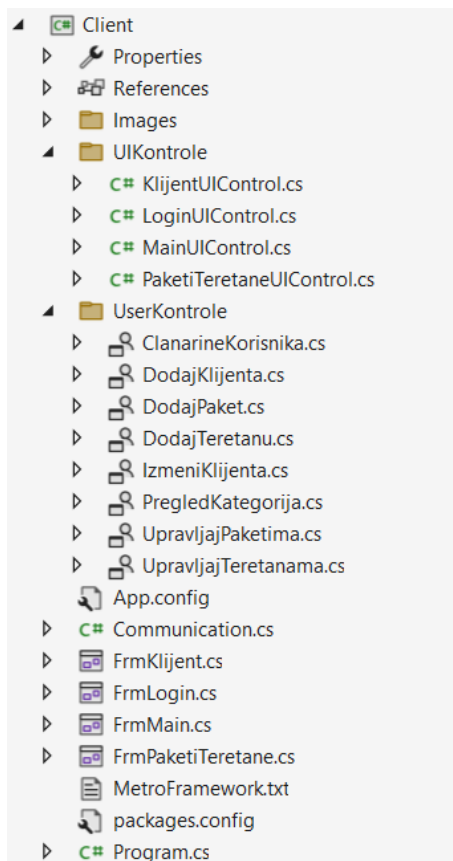 C# Client
Properties
References
Images
UIKontrole
C# KlijentUIControl.cs
C# LoginUIControl.cs
C# MainUIControl.cs
C# PaketiTeretaneUIControl.cs
UserKontrole
ClanarineKorisnika.cs
DodajKlijenta.cs
DodajPaket.cs
DodajTeretanu.cs
IzmeniKlijenta.cs
PregledKategorija.cs
UpravljajPaketima.cs
UpravljajTeretanama.cs
App.config
C# Communication.cs
FrmKlijent.cs
FrmLogin.cs
FrmMain.cs
FrmPaketiTeretane.cs
MetroFramework.txt
packages.config
C# Program.cs